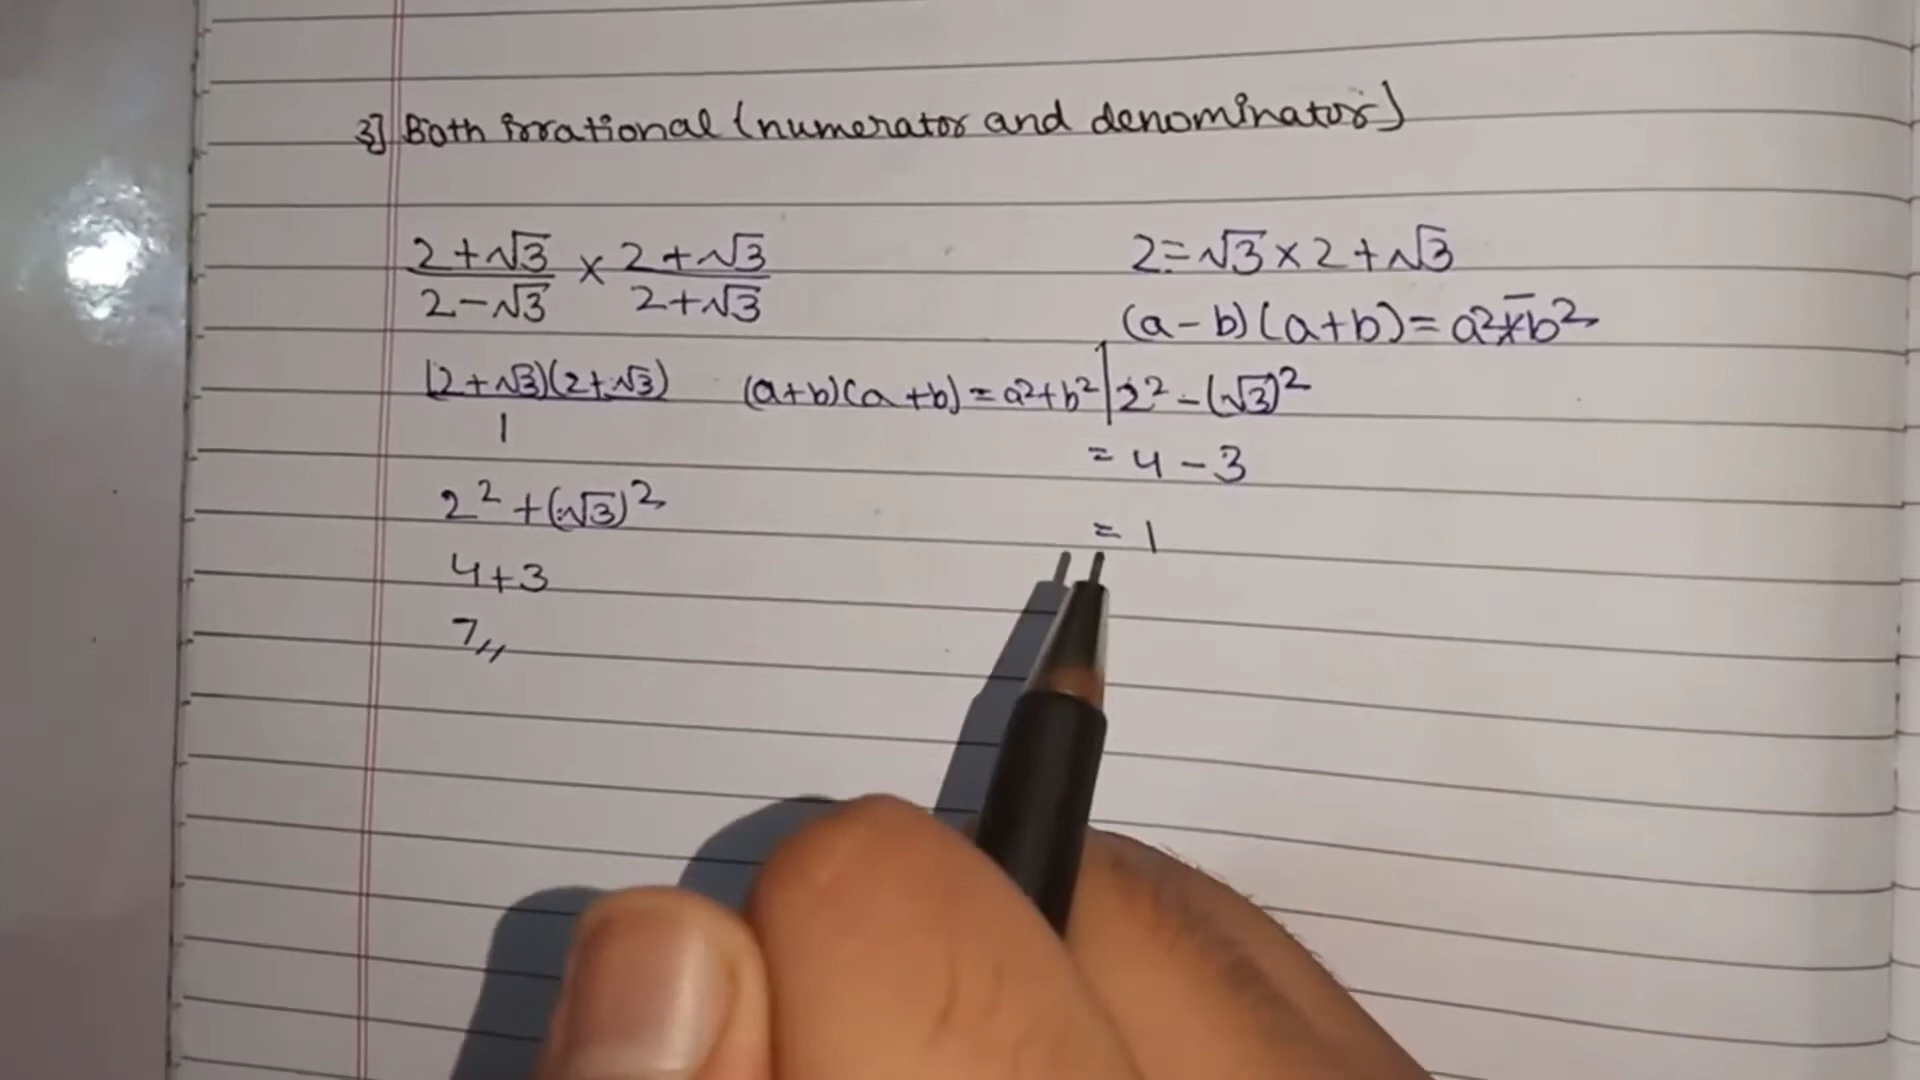 3] Both irrational (numerator and denominator)
2+√3/2-√3 × 2+√3/2+√3
2-√3 × 2+√3
(a-b)(a+b) = a²-b²
(2+√3)(2+√3)/1
(a+b)(a+b) = a²+b²
2² - (√3)²
= 4-3
2² + (√3)²
= 1
4+3
7